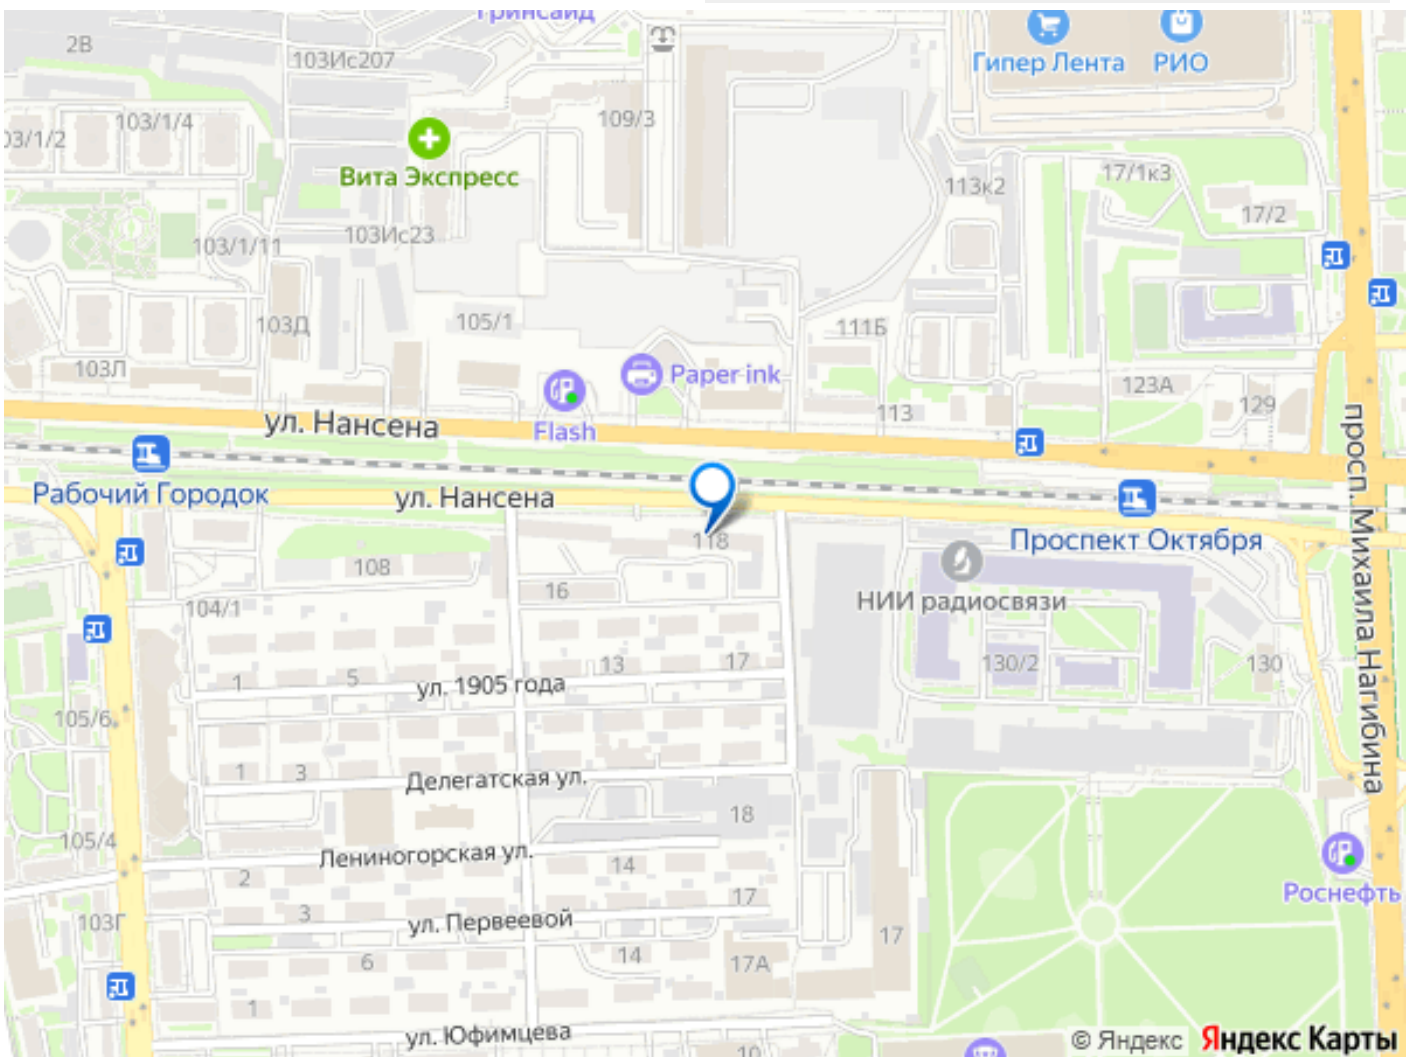 Гринсайд
2В
103Ис207
Гипер Лента
РИО
103/1/4
109/3
03/1/2
Вита Экспресс
113к2
17/1к3
17/2
103/1/11
103Ис23
103Д
105/1
111Б
103Л
Paper ink
123А
129
113
ул. Нансена
Flash
просп. Михаила Нагибина
Рабочий Городок
ул. Нансена
118
Проспект Октября
108
16
104/1
НИИ радиосвязи
13
17
130/2
130
1
5
ул. 1905 года
105/6
1
3
Делегатская ул.
18
105/4
Лениногорская ул.
14
2
Роснефть
17
3
103Г
ул. Первеевой
17
14
17А
6
1
ул. Юфимцева
10
© Яндекс Яндекс Карты